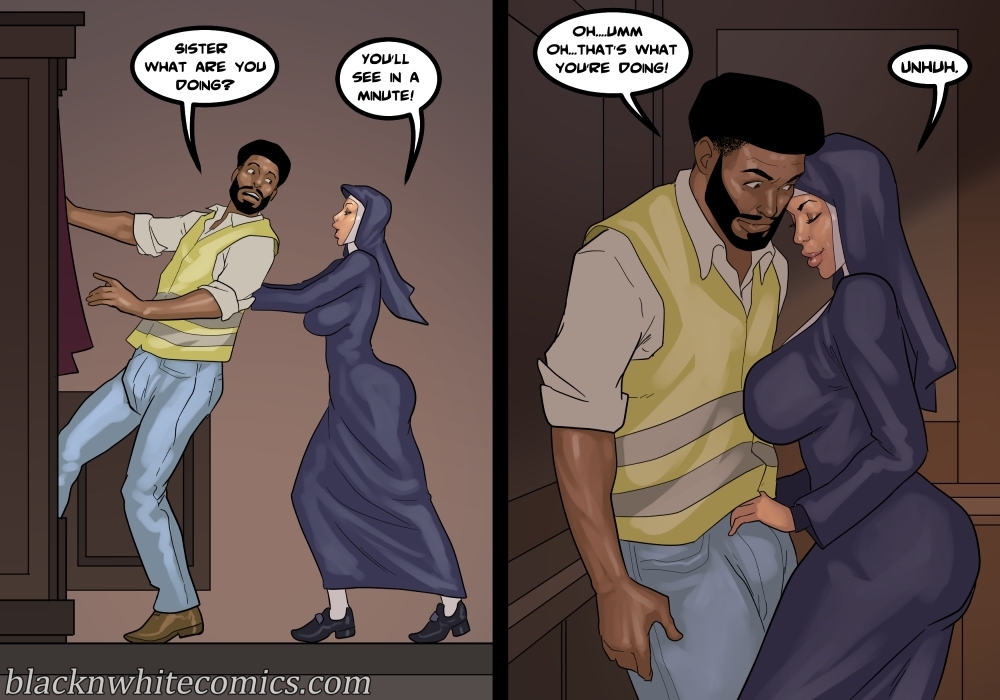 SISTER
WHAT ARE YOU
DOING?
YOU'LL
SEE IN A
MINUTE!
OH....UMM
OH...THAT'S WHAT
YOU'RE DOING!
UNHUH.
blacknwhitecomics.com